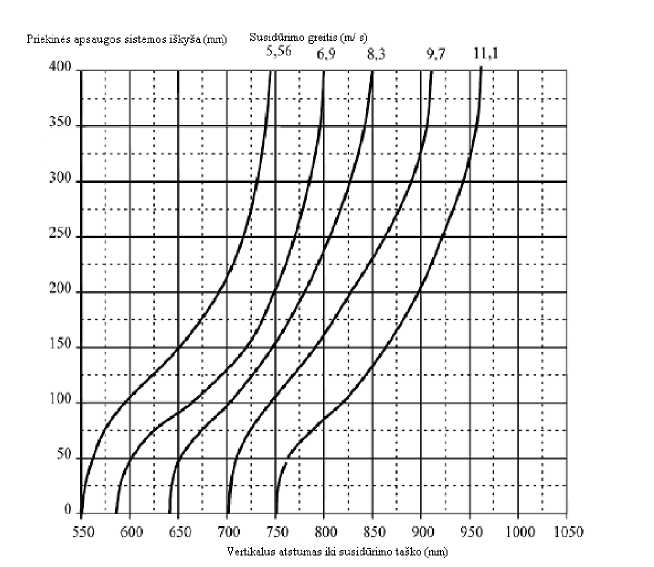 Priekinės apsaugos sistemos iškyša (mm) Susidūrimo greitis (m/ s)
5,56 6,9 8,3 9,7 11,1
400
350
300
250
200
150
100
50
0
550 600 650 700 750 800 850 900 950 1000 1050
Vertikalus atstumas iki susidūrimo taško (mm)